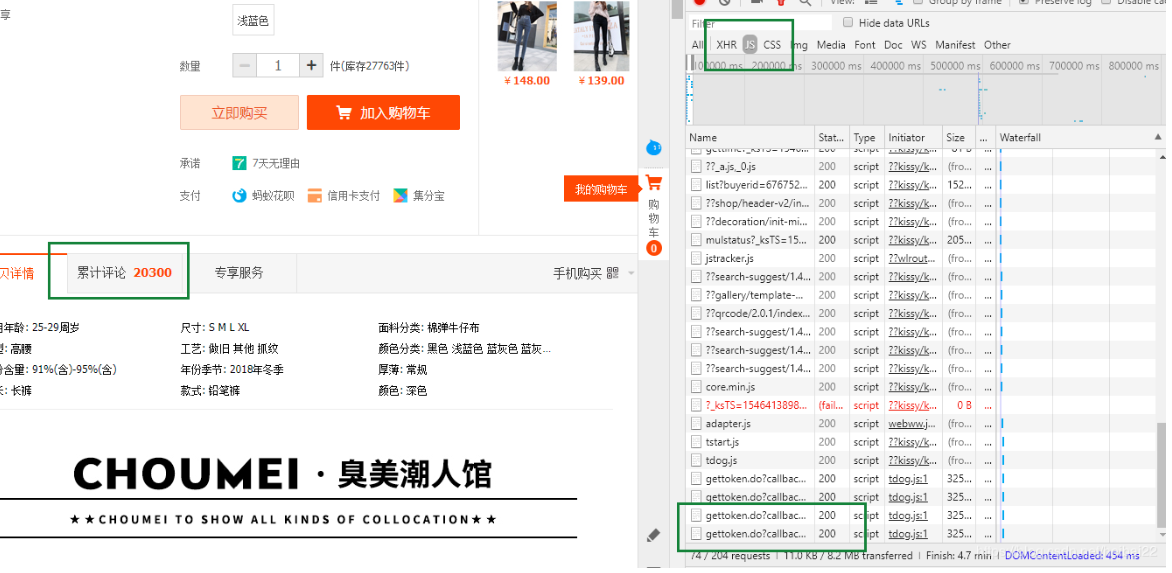 享
浅蓝色
¥148.00
¥139.00
数量
1
件(库存27763件)
立即购买
加入购物车
承诺
7天无理由
支付
蚂蚁花呗
信用卡支付
集分宝
我的购物车
购物车
0
贝详情
累计评论 20300
专享服务
手机购买
用年龄: 25-29周岁
尺寸: S M L XL
面料分类: 棉弹牛仔布
型: 高腰
工艺: 做旧 其他 抓纹
颜色分类: 黑色 浅蓝色 蓝灰色 蓝灰...
分含量: 91%(含)-95%(含)
年份季节: 2018年冬季
厚薄: 常规
长: 长裤
款式: 铅笔裤
颜色: 深色
CHOUMEI · 臭美潮人馆
★★CHOUMEI TO SHOW ALL KINDS OF COLLOCATION★★
View:
Group by frame
Preserve log
Disable cac
Filter
Hide data URLs
All
XHR
JS
CSS
Img
Media
Font
Doc
WS
Manifest
Other
100000 ms
200000 ms
300000 ms
400000 ms
500000 ms
600000 ms
700000 ms
800000 ms
Name
Stat...
Type
Initiator
Size
...
Waterfall
??_a.js,_0.js 200 script ??kissy/k... (fro... ...
list?buyerid=676752... 200 script ??kissy/k... 152... ...
??shop/header-v2/in... 200 script ??kissy/k... (fro... ...
??decoration/init-mi... 200 script ??kissy/k... (fro... ...
mulstatus?_ksTS=15... 200 script ??kissy/k... 205... ...
jstracker.js 200 script ??wlrout... (fro... ...
??search-suggest/1.4... 200 script ??kissy/k... (fro... ...
??gallery/template-... 200 script ??kissy/k... (fro... ...
??qrcode/2.0.1/index... 200 script ??kissy/k... (fro... ...
??search-suggest/1.4... 200 script ??kissy/k... (fro... ...
??search-suggest/1.4... 200 script ??kissy/k... (fro... ...
??search-suggest/1.4... 200 script ??kissy/k... (fro... ...
core.min.js 200 script ??kissy/k... (fro... ...
?_ksTS=1546413898... (fail... script ??kissy/k... 0 B ...
adapter.js 200 script webww.j... (fro... ...
tstart.js 200 script ??kissy/k... (fro... ...
tdog.js 200 script ??kissy/k... (fro... ...
gettoken.do?callbac... 200 script tdog.js:1 325... ...
gettoken.do?callbac... 200 script tdog.js:1 325... ...
gettoken.do?callbac... 200 script tdog.js:1 325... ...
gettoken.do?callbac... 200 script tdog.js:1 325... ...
74 / 204 requests | 11.0 KB / 8.2 MB transferred | Finish: 4.7 min | DOMContentLoaded: 454 ms